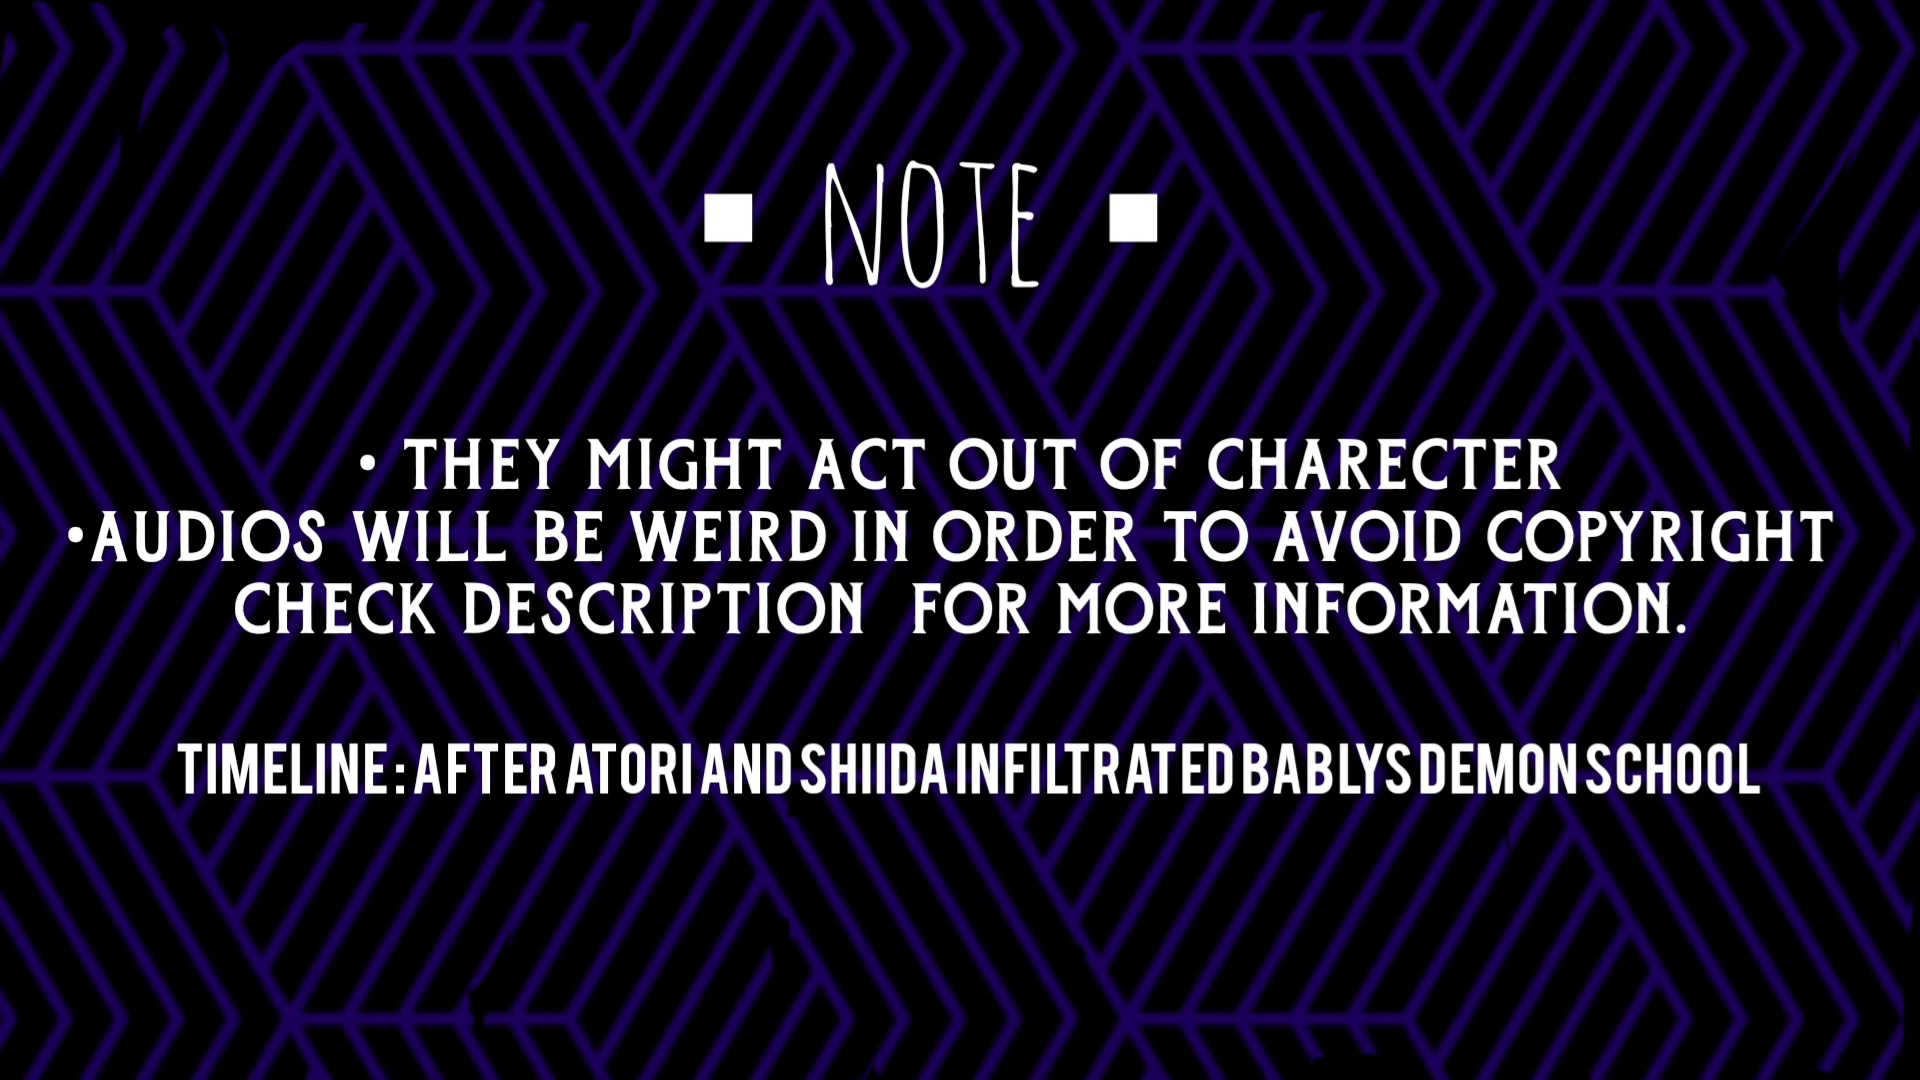 ▪ NOTE ▪
• THEY MIGHT ACT OUT OF CHARECTER
•AUDIOS WILL BE WEIRD IN ORDER TO AVOID COPYRIGHT
CHECK DESCRIPTION FOR MORE INFORMATION.
TIMELINE: AFTER ATORI AND SHIIDA INFILTRATED BABLYS DEMON SCHOOL